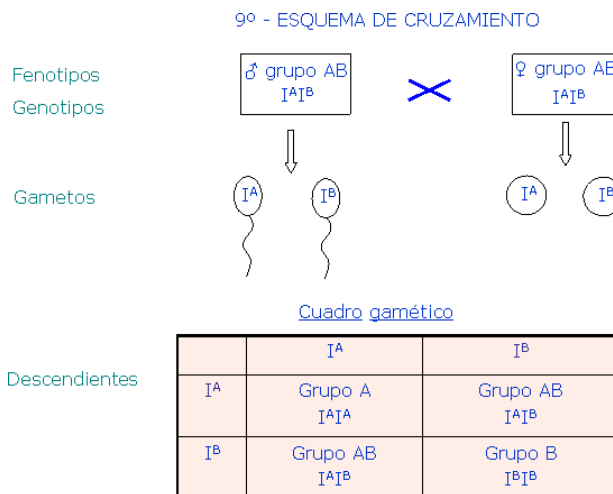 9º - ESQUEMA DE CRUZAMIENTO
Fenotipos
Genotipos
♂ grupo AB
IᴬIᴮ
♀ grupo AB
IᴬIᴮ
Gametos
Iᴬ
Iᴮ
Iᴬ
Iᴮ
Cuadro gamético
Descendientes
Iᴬ Iᴮ
Iᴬ Grupo A Grupo AB
IᴬIᴬ IᴬIᴮ
Iᴮ Grupo AB Grupo B
IᴬIᴮ IᴮIᴮ